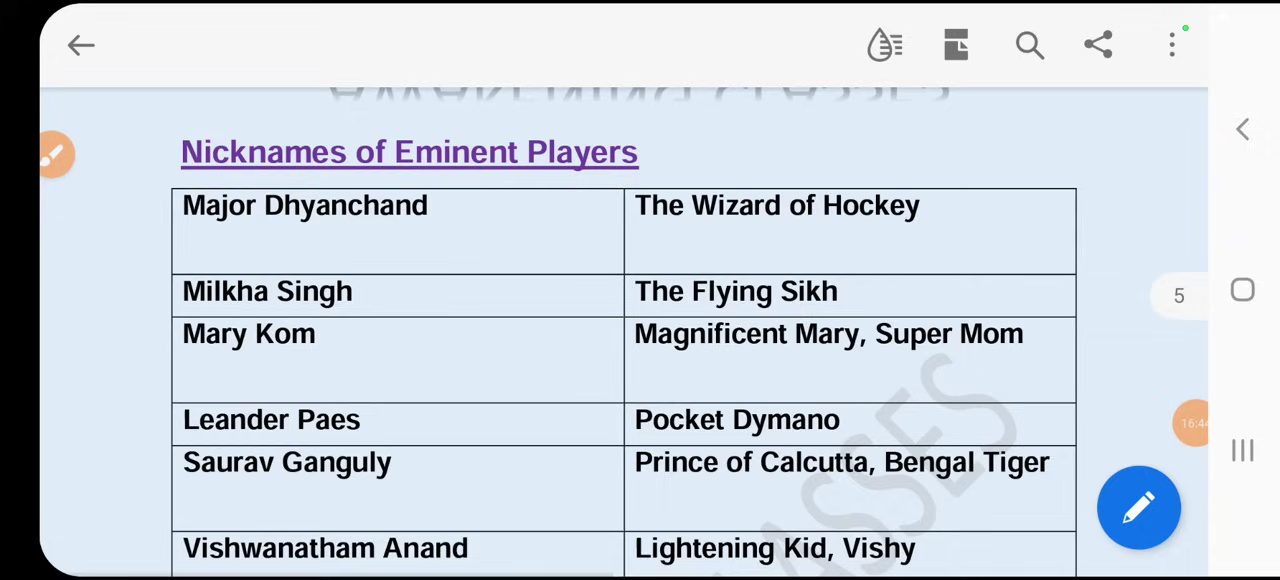 Nicknames of Eminent Players
Major Dhyanchand The Wizard of Hockey
Milkha Singh The Flying Sikh
5
Mary Kom Magnificent Mary, Super Mom
Leander Paes Pocket Dymano
16:44
Saurav Ganguly Prince of Calcutta, Bengal Tiger
Vishwanatham Anand Lightening Kid, Vishy